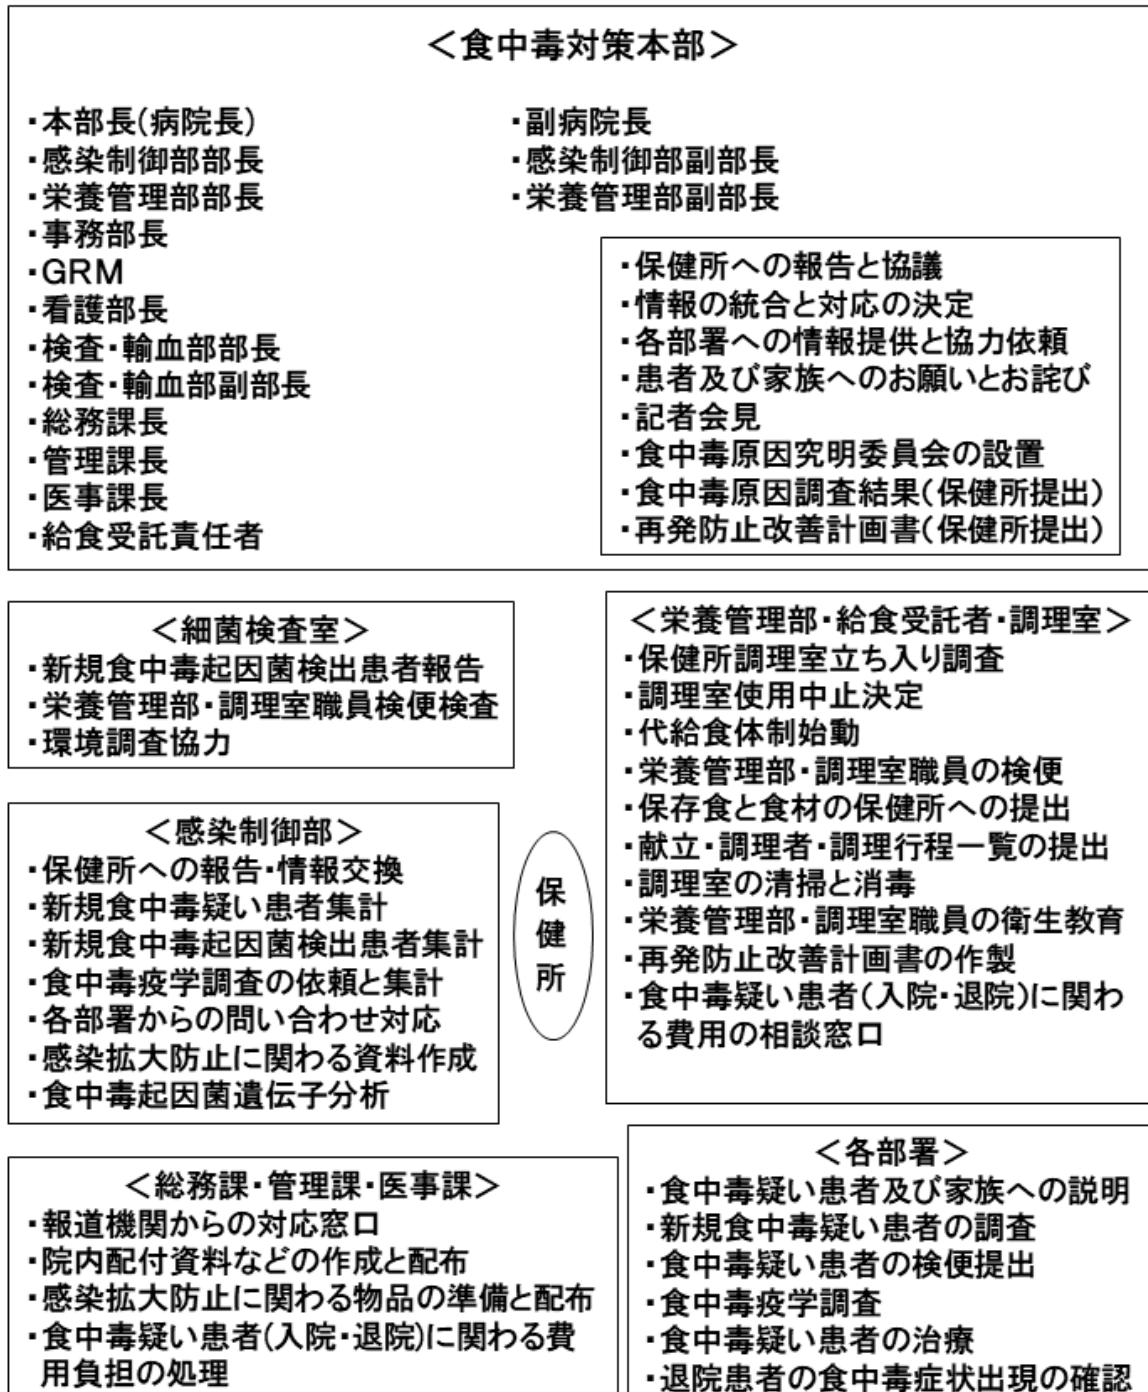 ＜食中毒対策本部＞
・本部長(病院長)
・感染制御部部長
・栄養管理部部長
・事務部長
・GRM
・看護部長
・検査・輸血部部長
・検査・輸血部副部長
・総務課長
・管理課長
・医事課長
・給食受託責任者
・副病院長
・感染制御部副部長
・栄養管理部副部長
・保健所への報告と協議
・情報の統合と対応の決定
・各部署への情報提供と協力依頼
・患者及び家族へのお願いとお詫び
・記者会見
・食中毒原因究明委員会の設置
・食中毒原因調査結果(保健所提出)
・再発防止改善計画書(保健所提出)
＜細菌検査室＞
・新規食中毒起因菌検出患者報告
・栄養管理部・調理室職員検便検査
・環境調査協力
＜感染制御部＞
・保健所への報告・情報交換
・新規食中毒疑い患者集計
・新規食中毒起因菌検出患者集計
・食中毒疫学調査の依頼と集計
・各部署からの問い合わせ対応
・感染拡大防止に関わる資料作成
・食中毒起因菌遺伝子分析
保健所
＜栄養管理部・給食受託者・調理室＞
・保健所調理室立ち入り調査
・調理室使用中止決定
・代給食体制始動
・栄養管理部・調理室職員の検便
・保存食と食材の保健所への提出
・献立・調理者・調理行程一覧の提出
・調理室の清掃と消毒
・栄養管理部・調理室職員の衛生教育
・再発防止改善計画書の作製
・食中毒疑い患者(入院・退院)に関わ
る費用の相談窓口
＜総務課・管理課・医事課＞
・報道機関からの対応窓口
・院内配付資料などの作成と配布
・感染拡大防止に関わる物品の準備と配布
・食中毒疑い患者(入院・退院)に関わる費
用負担の処理
＜各部署＞
・食中毒疑い患者及び家族への説明
・新規食中毒疑い患者の調査
・食中毒疑い患者の検便提出
・食中毒疫学調査
・食中毒疑い患者の治療
・退院患者の食中毒症状出現の確認